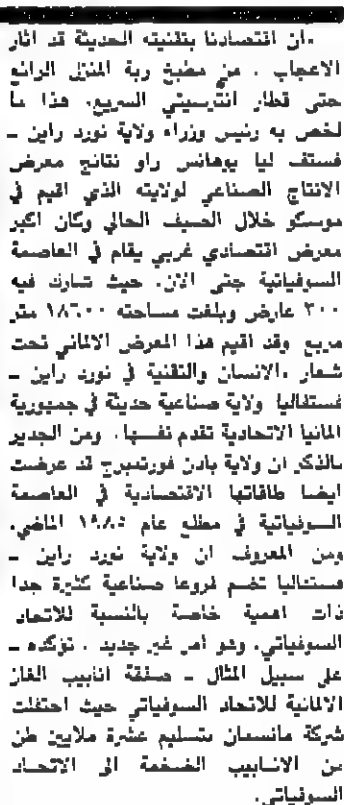 «ان اقتصادنا بتقنيته الحديثة قد اثار
الاعجاب . من مطبخ ربة المنزل الرائع
حتى قطار انترسيتي السريع» هذا ما
لخص به رئيس وزراء ولاية نورد راين ـ
فستفاليا يوهانس راو نتائج معرض
الانتاج الصناعي لولايته الذي اقيم في
موسكو خلال الصيف الحالي وكان اكبر
معرض اقتصادي غربي يقام في العاصمة
السوفياتية حتى الان. حيث شارك فيه
٣٠٠ عارض وبلغت مساحته ١٨٦٠٠ متر
مربع وقد اقيم هذا المعرض الالماني تحت
شعار «الانسان والتقنية في نورد راين ـ
فستفاليا ولاية صناعية حديثة في جمهورية
المانيا الاتحادية تقدم نفسها» . ومن الجدير
بالذكر ان ولاية بادن فورتمبرج قد عرضت
ايضا طاقاتها الاقتصادية في العاصمة
السوفياتية في مطلع عام ١٩٨٥ الماضي.
ومن المعروف ان ولاية نورد راين ـ
فستفاليا تضم فروعا صناعية كثيرة جدا
ذات اهمية خاصة بالنسبة للاتحاد
السوفياتي. وهو امر غير جديد . تؤكده ـ
على سبيل المثال ـ صفقة انابيب الغاز
الالمانية للاتحاد السوفياتي حيث احتفلت
شركة مانسمان بتسليم عشرة ملايين طن
من الانابيب الضخمة الى الاتحاد
السوفياتي.